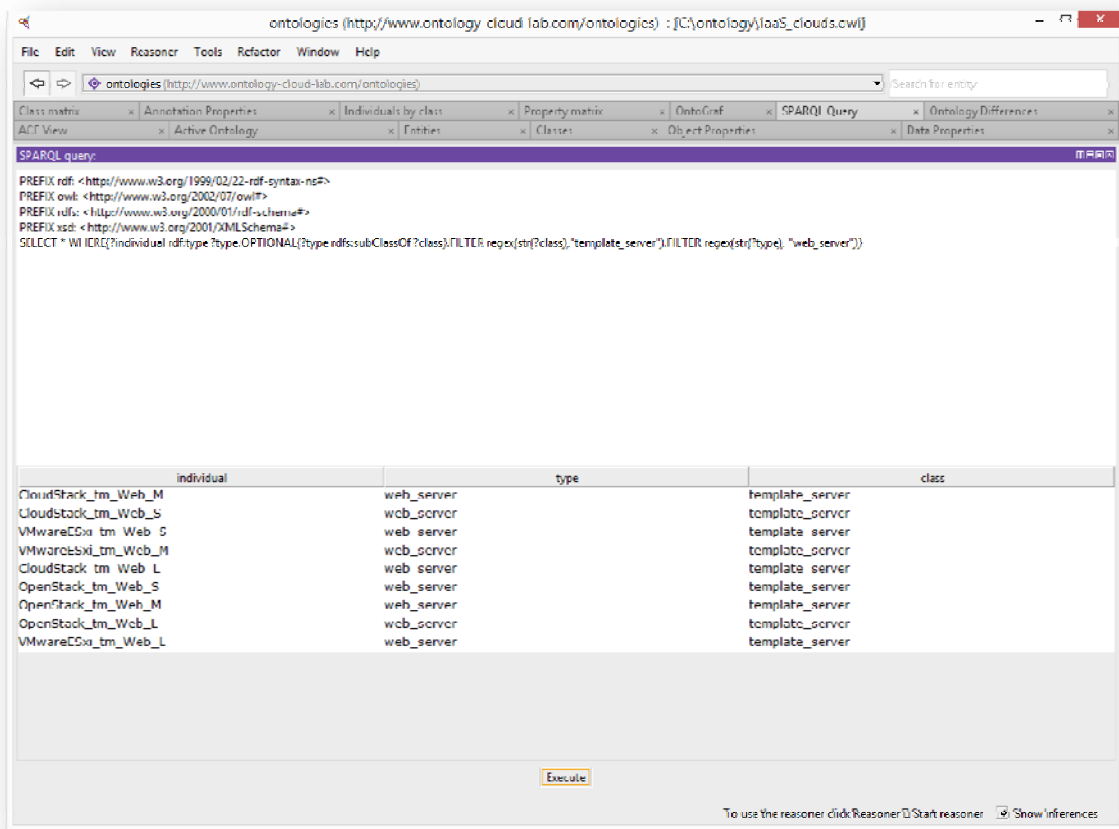 ontologies (http://www.ontology-cloud-lab.com/ontologies) : [C:\ontology\IaaS_clouds.owl]
File Edit View Reasoner Tools Refactor Window Help
ontologies (http://www.ontology-cloud-lab.com/ontologies) Search for entity
Class matrix Annotation Properties Individuals by class Property matrix OntoGraf SPARQL Query Ontology Differences
ACE View Active Ontology Entities Classes Object Properties Data Properties
SPARQL query:
PREFIX rdf: <http://www.w3.org/1999/02/22-rdf-syntax-ns#>
PREFIX owl: <http://www.w3.org/2002/07/owl#>
PREFIX rdfs: <http://www.w3.org/2000/01/rdf-schema#>
PREFIX xsd: <http://www.w3.org/2001/XMLSchema#>
SELECT * WHERE{?individual rdf:type ?type.OPTIONAL{?type rdfs:subClassOf ?class}.FILTER regex(str(?class),"template_server").FILTER regex(str(?type), "web_server")}
individual type class
CloudStack_tm_Web_M web_server template_server
CloudStack_tm_Web_S web_server template_server
VMwareESxi_tm_Web_S web_server template_server
VMwareESxi_tm_Web_M web_server template_server
CloudStack_tm_Web_L web_server template_server
OpenStack_tm_Web_S web_server template_server
OpenStack_tm_Web_M web_server template_server
OpenStack_tm_Web_L web_server template_server
VMwareESxi_tm_Web_L web_server template_server
Execute
To use the reasoner click Reasoner Start reasoner Show Inferences